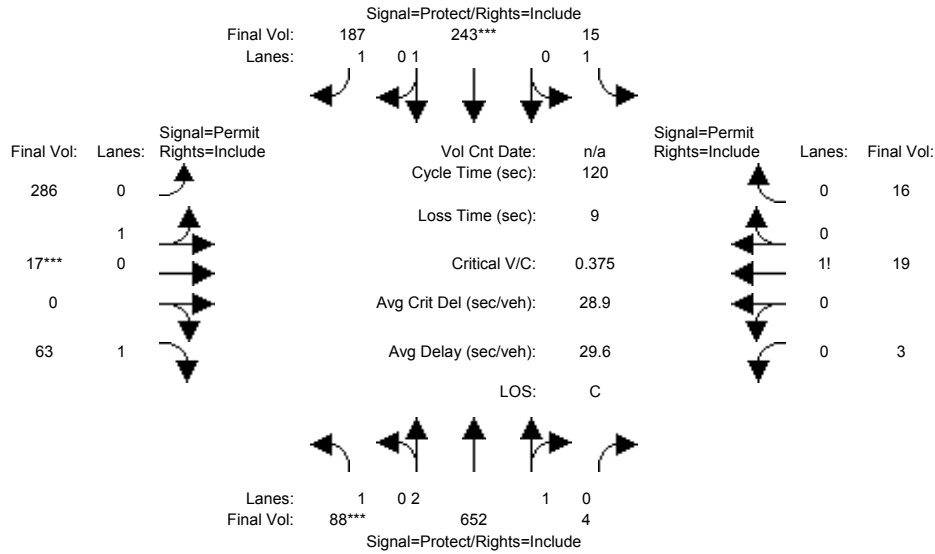 Signal=Protect/Rights=Include
Final Vol: 187 243*** 15
Lanes: 1 0 1 0 1
Signal=Permit
Final Vol: Lanes: Rights=Include
Vol Cnt Date: n/a
Signal=Permit
Rights=Include Lanes: Final Vol:
Cycle Time (sec): 120
286 0
0 16
Loss Time (sec): 9
1
0
17*** 0
Critical V/C: 0.375
1! 19
0
Avg Crit Del (sec/veh): 28.9
0
63 1
Avg Delay (sec/veh): 29.6
0 3
LOS: C
Lanes: 1 0 2 1 0
Final Vol: 88*** 652 4
Signal=Protect/Rights=Include